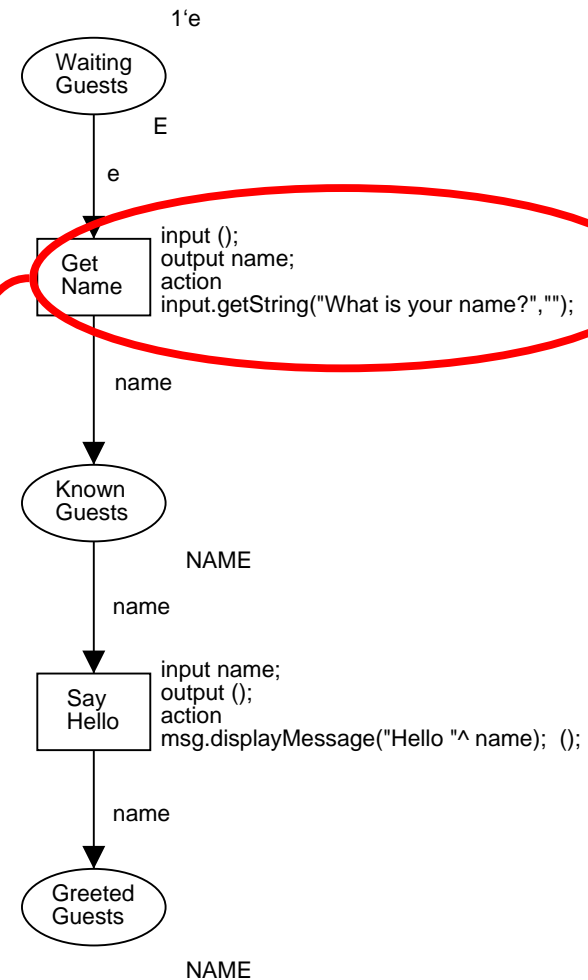 1‘e
Waiting
Guests
E
e
Get
Name
input ();
output name;
action
input.getString("What is your name?","");
name
Known
Guests
NAME
name
Say
Hello
input name;
output ();
action
msg.displayMessage("Hello "^ name);  ();
name
Greeted
Guests
NAME